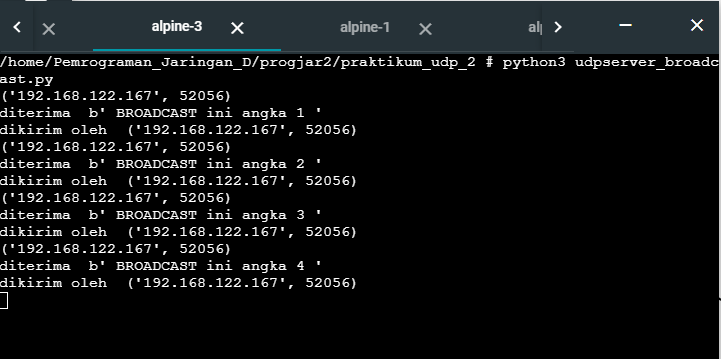 alpine-3 alpine-1 al
/home/Pemrograman_Jaringan_D/progjar2/praktikum_udp_2 # python3 udpserver_broadc
ast.py
('192.168.122.167', 52056)
diterima  b' BROADCAST ini angka 1 '
dikirim oleh  ('192.168.122.167', 52056)
('192.168.122.167', 52056)
diterima  b' BROADCAST ini angka 2 '
dikirim oleh  ('192.168.122.167', 52056)
('192.168.122.167', 52056)
diterima  b' BROADCAST ini angka 3 '
dikirim oleh  ('192.168.122.167', 52056)
('192.168.122.167', 52056)
diterima  b' BROADCAST ini angka 4 '
dikirim oleh  ('192.168.122.167', 52056)